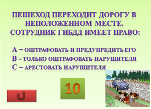 ПЕШЕХОД ПЕРЕХОДИТ ДОРОГУ В
НЕПОЛОЖЕННОМ МЕСТЕ.
СОТРУДНИК ГИБДД ИМЕЕТ ПРАВО:
А – ОШТРАФОВАТЬ И ПРЕДУПРЕДИТЬ ЕГО
В - ТОЛЬКО ОШТРАФОВАТЬ НАРУШИТЕЛЯ
С – АРЕСТОВАТЬ НАРУШИТЕЛЯ
10